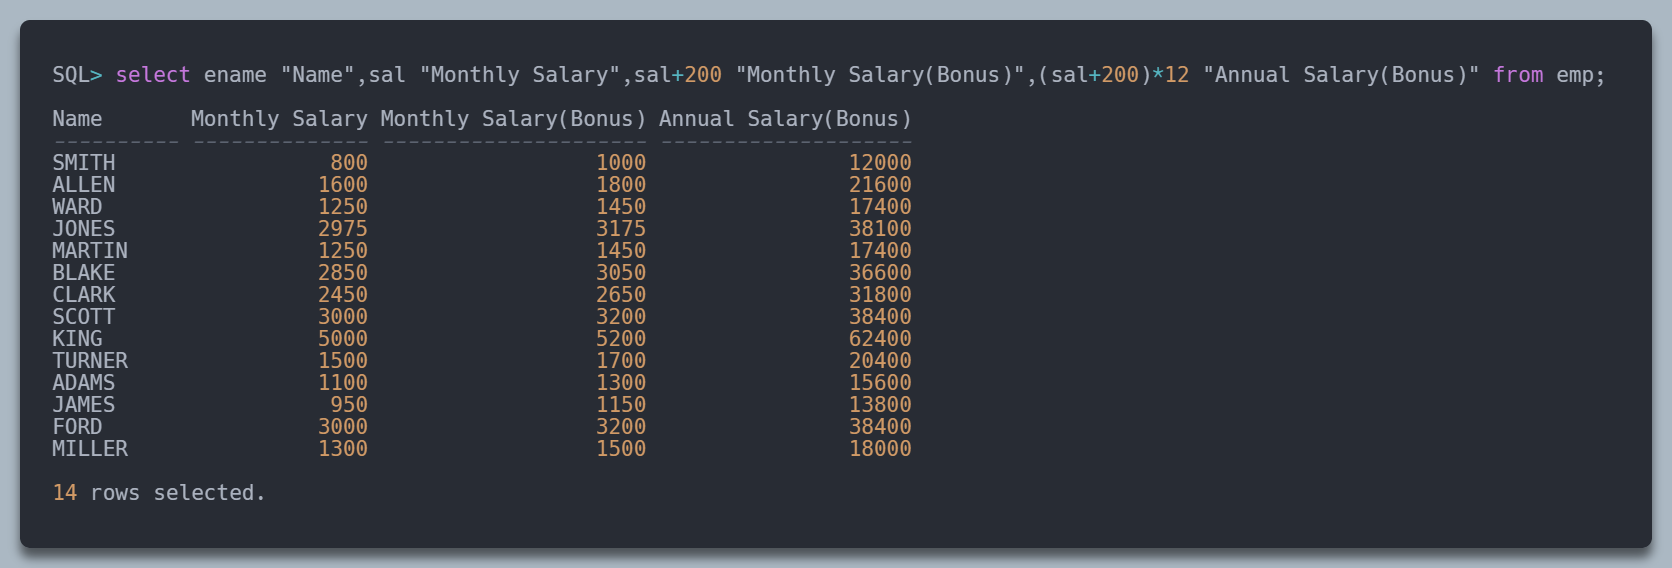 SQL> select ename "Name",sal "Monthly Salary",sal+200 "Monthly Salary(Bonus)",(sal+200)*12 "Annual Salary(Bonus)" from emp;
Name       Monthly Salary Monthly Salary(Bonus) Annual Salary(Bonus)
---------- -------------- --------------------- --------------------
SMITH                 800                  1000                12000
ALLEN                1600                  1800                21600
WARD                 1250                  1450                17400
JONES                2975                  3175                38100
MARTIN               1250                  1450                17400
BLAKE                2850                  3050                36600
CLARK                2450                  2650                31800
SCOTT                3000                  3200                38400
KING                 5000                  5200                62400
TURNER               1500                  1700                20400
ADAMS                1100                  1300                15600
JAMES                 950                  1150                13800
FORD                 3000                  3200                38400
MILLER               1300                  1500                18000
14 rows selected.